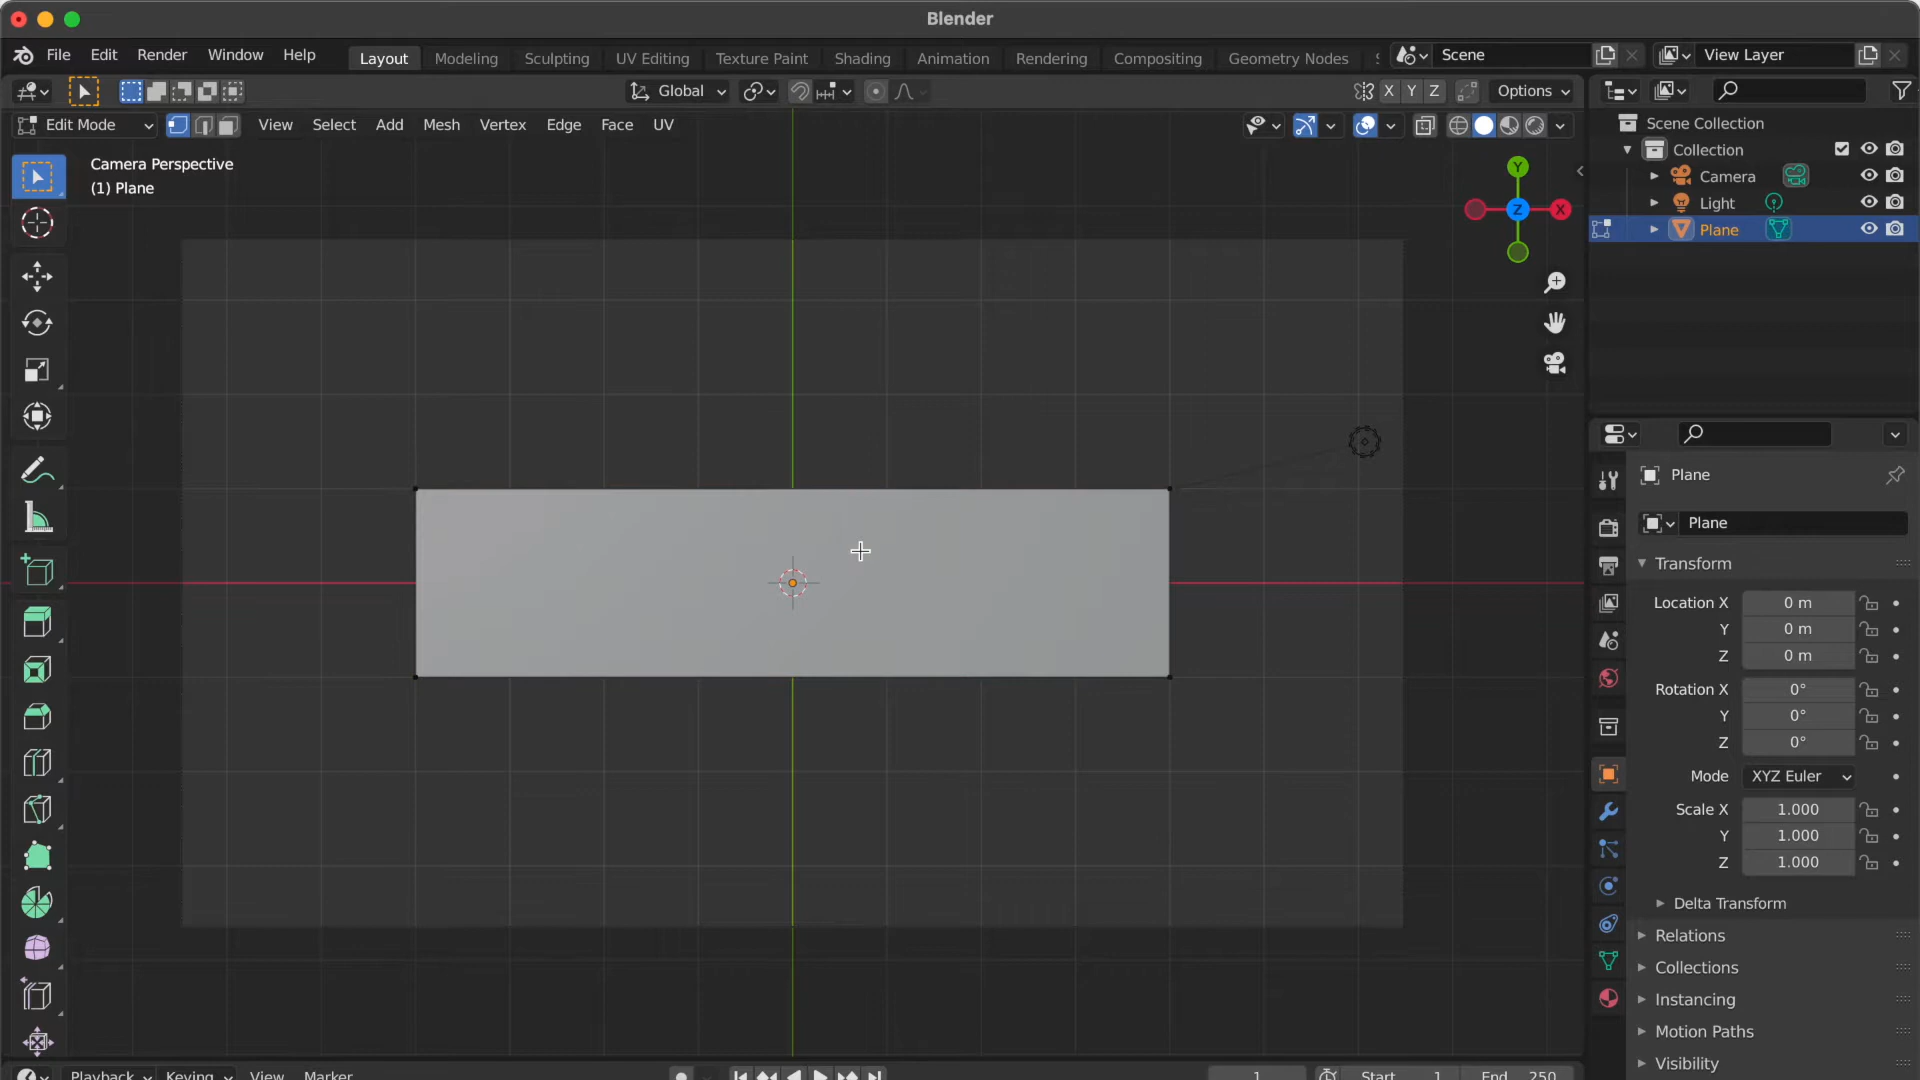 Blender
File Edit Render Window Help Layout Modeling Sculpting UV Editing Texture Paint Shading Animation Rendering Compositing Geometry Nodes Scene View Layer
Global X Y Z Options
Edit Mode View Select Add Mesh Vertex Edge Face UV
Camera Perspective
(1) Plane
Y
Z X
Scene Collection
Collection
Camera
Light
Plane
Plane
Plane
Transform
Location X 0 m
Y 0 m
Z 0 m
Rotation X 0°
Y 0°
Z 0°
Mode XYZ Euler
Scale X 1.000
Y 1.000
Z 1.000
Delta Transform
Relations
Collections
Instancing
Motion Paths
Visibility
Playback Keying View Marker 1 Start 1 End 250